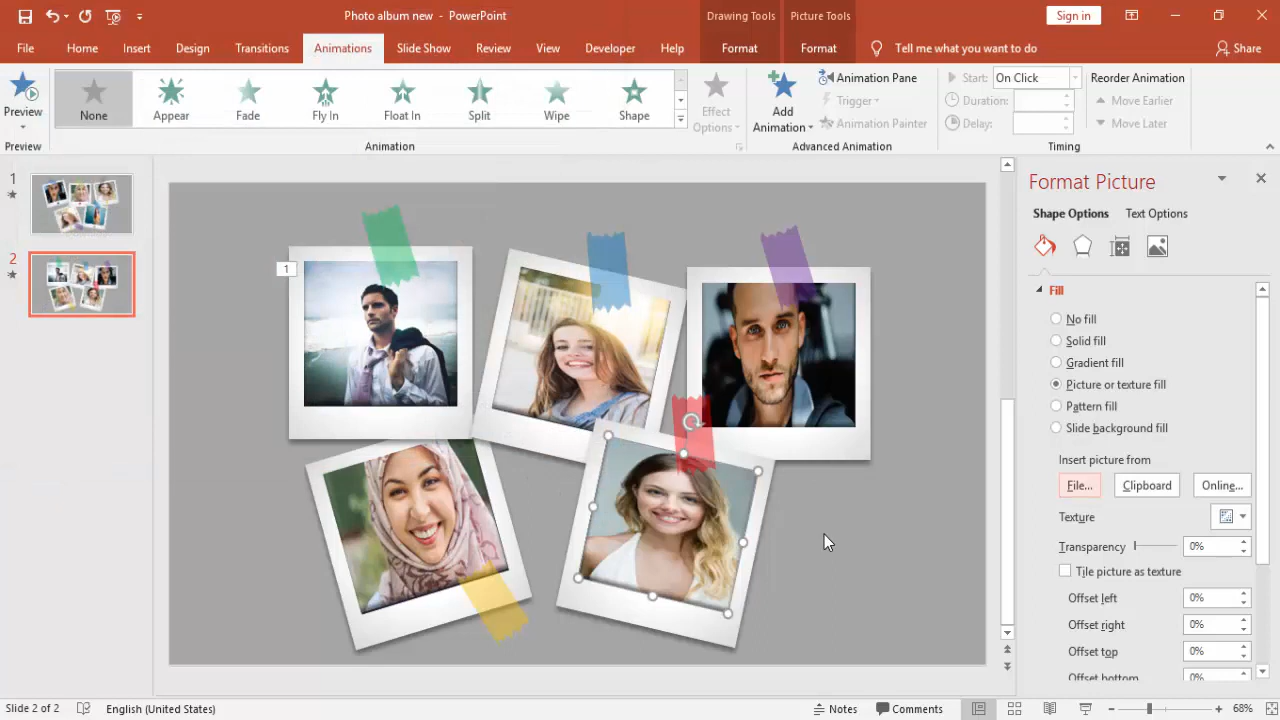 Photo album new - PowerPoint
Drawing Tools
Picture Tools
Sign in
File
Home
Insert
Design
Transitions
Animations
Slide Show
Review
View
Developer
Help
Format
Format
Tell me what you want to do
Share
Preview
None
Appear
Fade
Fly In
Float In
Split
Wipe
Shape
Effect
Options
Add
Animation
Animation Pane
Trigger
Animation Painter
Start: On Click
Duration:
Delay:
Reorder Animation
Move Earlier
Move Later
Preview
Animation
Advanced Animation
Timing
1
2
1
Format Picture
Shape Options
Text Options
Fill
No fill
Solid fill
Gradient fill
Picture or texture fill
Pattern fill
Slide background fill
Insert picture from
File...
Clipboard
Online...
Texture
Transparency
0%
Tile picture as texture
Offset left
0%
Offset right
0%
Offset top
0%
Offset bottom
0%
Slide 2 of 2
English (United States)
Notes
Comments
68%